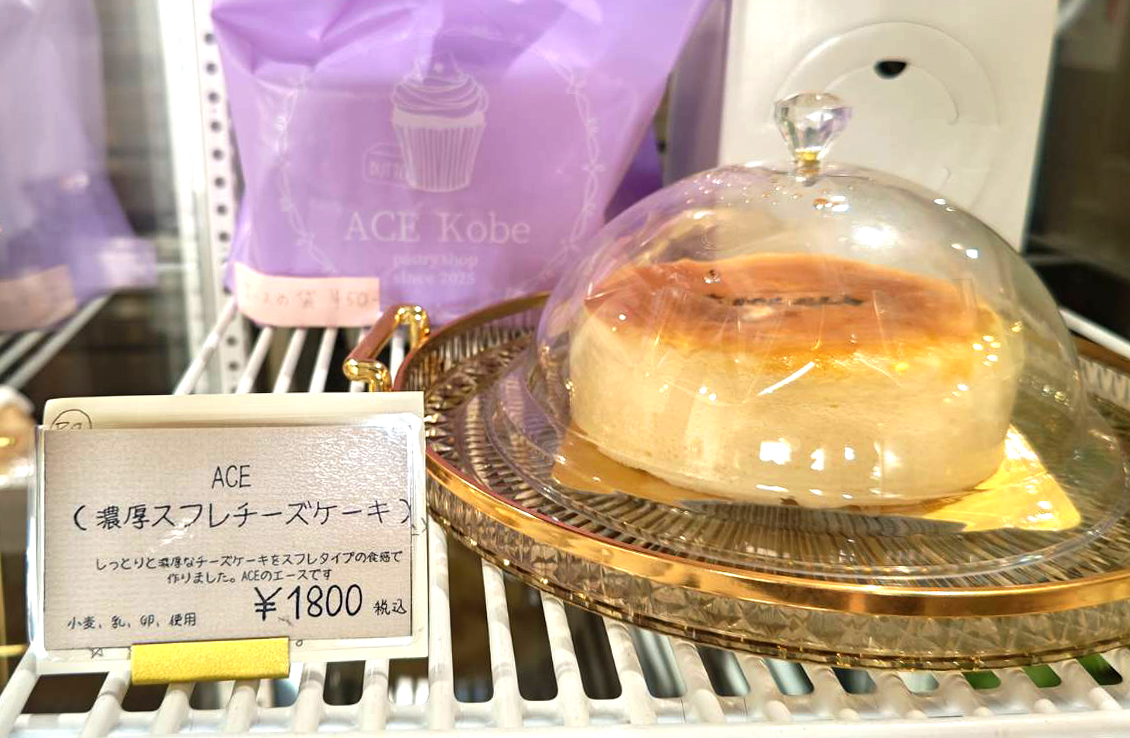 ACE Kobe
pastry shop
since 2025
の袋 ¥50-
ACE
(濃厚スフレチーズケーキ)
しっとりと濃厚なチーズケーキをスフレタイプの食感で
作りました。ACEのエースです
¥1800 税込
小麦、乳、卵、使用